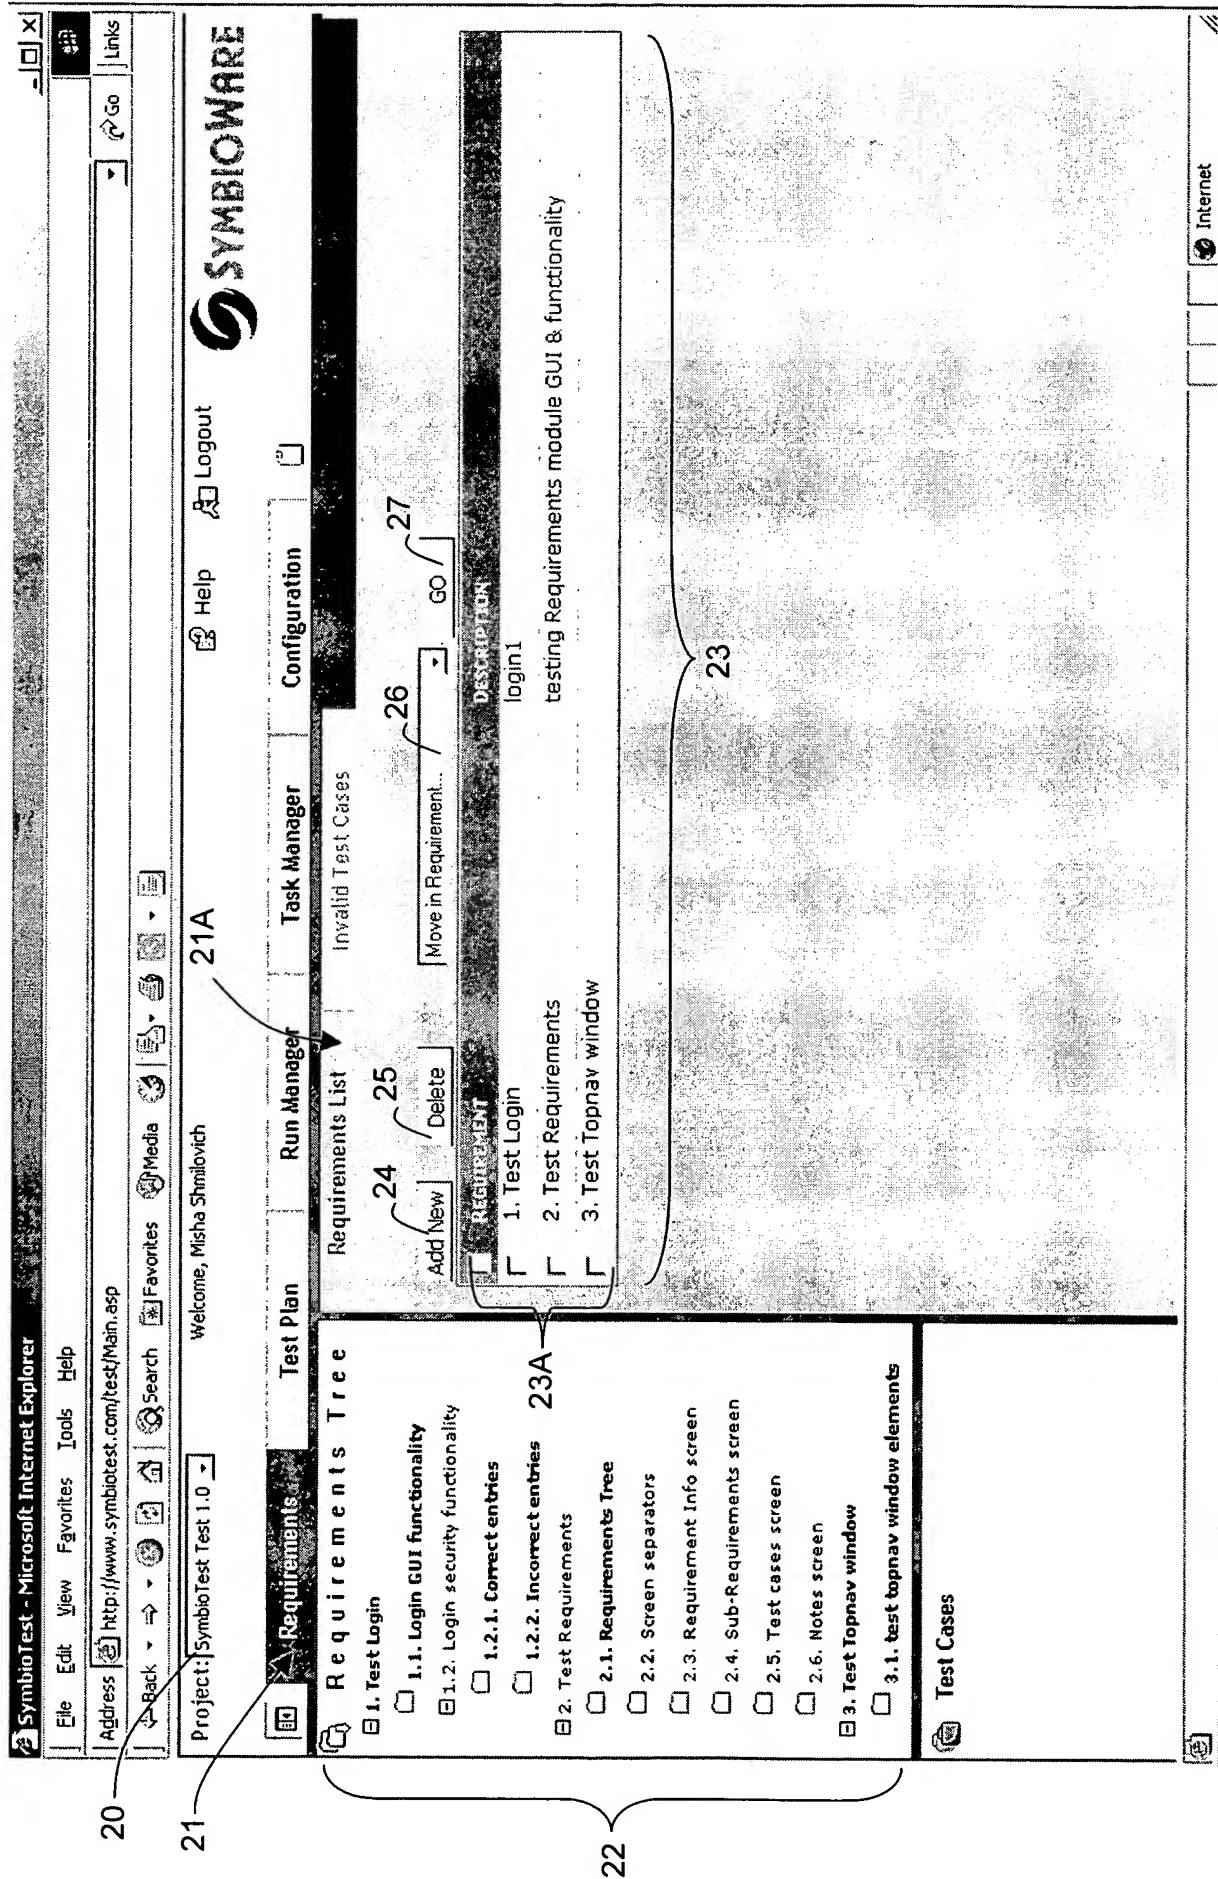 SymbioTest - Microsoft Internet Explorer
File Edit View Favorites Tools Help
Address http://www.symbiotest.com/test/Main.asp Go Links
Back Search Favorites Media
20
Project: SymbioTest Test 1.0 Welcome, Misha Shmilovich Help Logout SYMBIOWARE
21
21A
Requirements Test Plan Run Manager Task Manager Configuration
Requirements Tree
1. Test Login
1.1. Login GUI functionality
1.2. Login security functionality
1.2.1. Correct entries
1.2.2. Incorrect entries
2. Test Requirements
2.1. Requirements Tree
2.2. Screen separators
2.3. Requirement Info screen
2.4. Sub-Requirements screen
2.5. Test cases screen
2.6. Notes screen
3. Test Topnav window
3.1. test topnav window elements
22
Test Cases
Requirements List Invalid Test Cases
24 25 26 27
Add New Delete Move in Requirement... GO
REQUIREMENT DESCRIPTION
1. Test Login login1
2. Test Requirements testing Requirements module GUI & functionality
3. Test Topnav window
23A
23
Internet